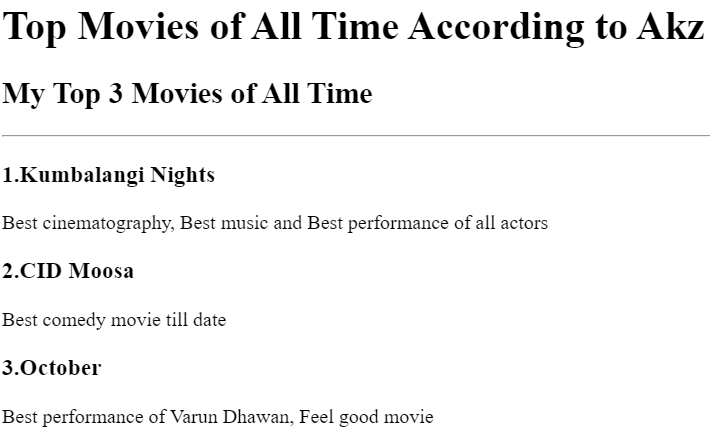 Top Movies of All Time According to Akz
My Top 3 Movies of All Time
1.Kumbalangi Nights
Best cinematography, Best music and Best performance of all actors
2.CID Moosa
Best comedy movie till date
3.October
Best performance of Varun Dhawan, Feel good movie